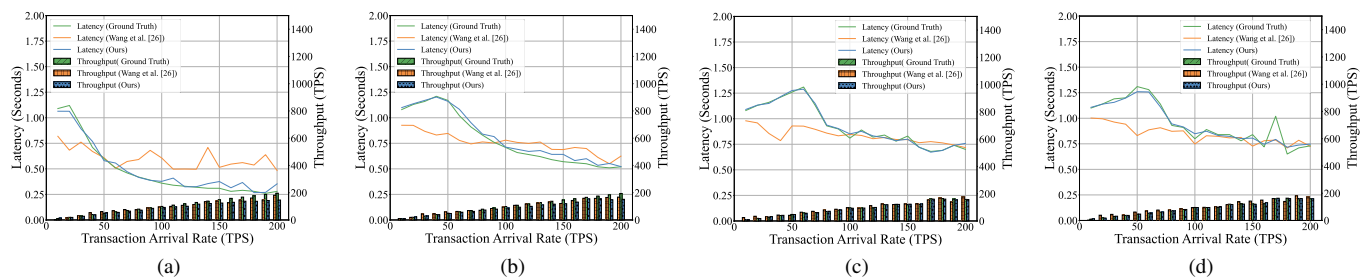 2.00
1.75
1.50
1.25
1.00
0.75
0.50
0.25
0.00
Latency (Seconds)
Latency (Ground Truth)
Latency (Wang et al. [26])
Latency (Ours)
Throughput( Ground Truth)
Throughput (Wang et al. [26])
Throughput (Ours)
1400
1200
1000
800
600
400
200
0
Throughput (TPS)
0 50 100 150 200
Transaction Arrival Rate (TPS)
(a)
2.00
1.75
1.50
1.25
1.00
0.75
0.50
0.25
0.00
Latency (Seconds)
Latency (Ground Truth)
Latency (Wang et al. [26])
Latency (Ours)
Throughput( Ground Truth)
Throughput (Wang et al. [26])
Throughput (Ours)
1400
1200
1000
800
600
400
200
0
Throughput (TPS)
0 50 100 150 200
Transaction Arrival Rate (TPS)
(b)
2.00
1.75
1.50
1.25
1.00
0.75
0.50
0.25
0.00
Latency (Seconds)
Latency (Ground Truth)
Latency (Wang et al. [26])
Latency (Ours)
Throughput( Ground Truth)
Throughput (Wang et al. [26])
Throughput (Ours)
1400
1200
1000
800
600
400
200
0
Throughput (TPS)
0 50 100 150 200
Transaction Arrival Rate (TPS)
(c)
2.00
1.75
1.50
1.25
1.00
0.75
0.50
0.25
0.00
Latency (Seconds)
Latency (Ground Truth)
Latency (Wang et al. [26])
Latency (Ours)
Throughput( Ground Truth)
Throughput (Wang et al. [26])
Throughput (Ours)
1400
1200
1000
800
600
400
200
0
Throughput (TPS)
0 50 100 150 200
Transaction Arrival Rate (TPS)
(d)